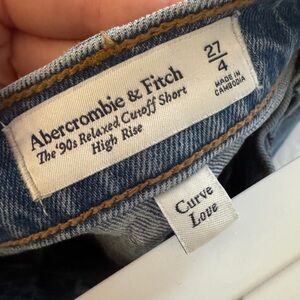 Abercrombie & Fitch
The '90s Relaxed Cutoff Short
High Rise
27
4
MADE IN
CAMBODIA
Curve
Love